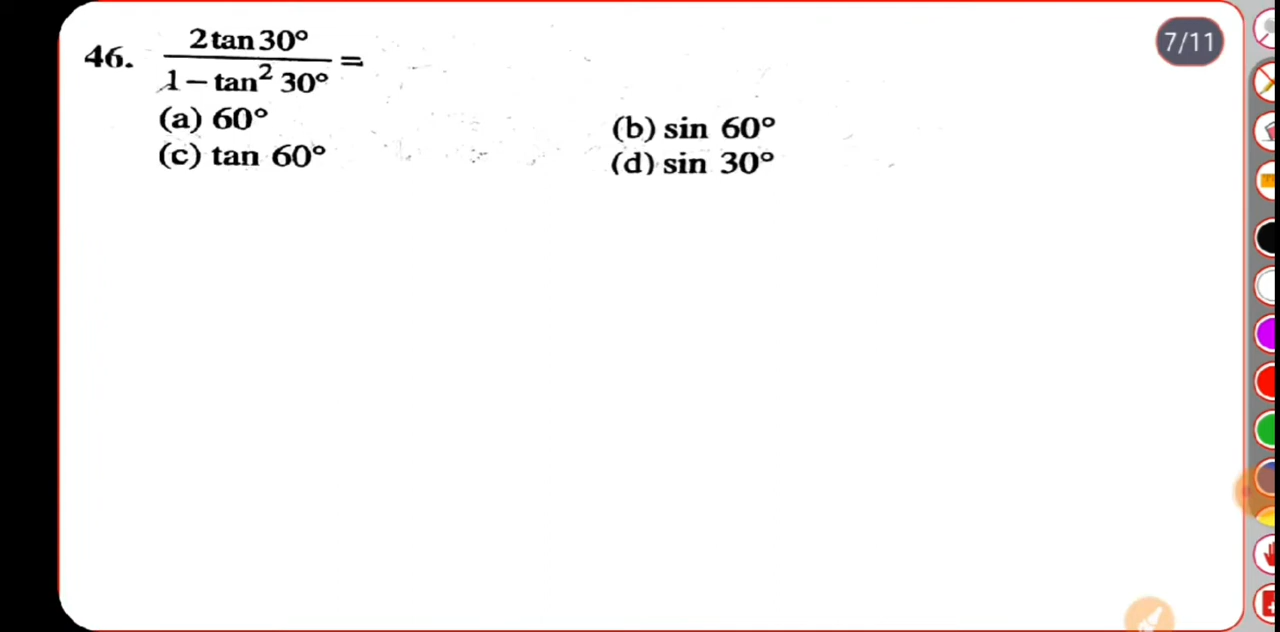 7/11
46. 2 tan 30° / 1 − tan² 30° =
(a) 60° (b) sin 60°
(c) tan 60° (d) sin 30°